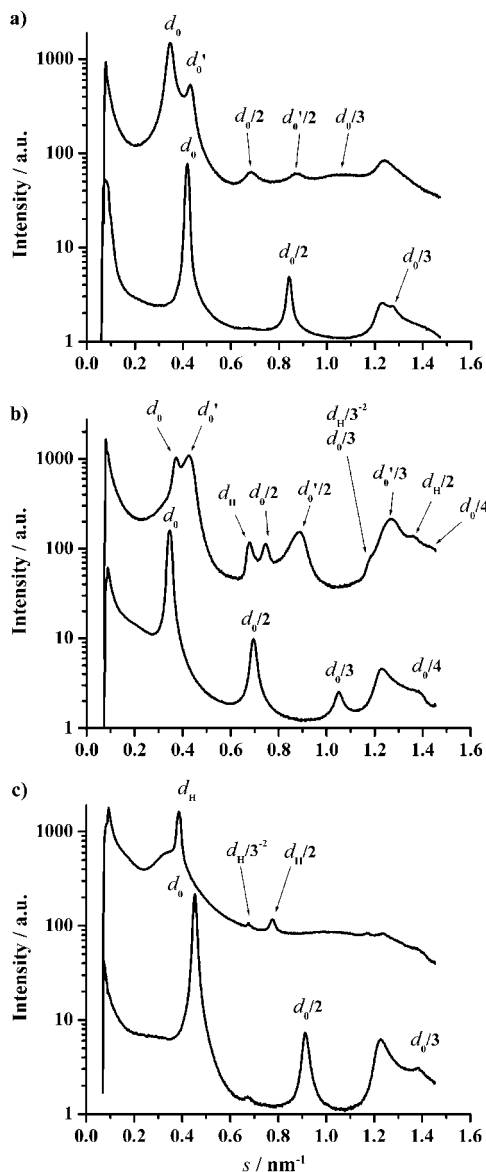 a)
d₀
d₀'
d₀/2 d₀'/2 d₀/3
d₀
d₀/2
d₀/3
1000
100
10
1
Intensity / a.u.
0.0 0.2 0.4 0.6 0.8 1.0 1.2 1.4 1.6
b)
d₀ d₀'
d_H/3⁻²
d₀/3 d₀'/3
d_H d₀/2 d₀'/2 d_H/2
d₀/4
d₀
d₀/2
d₀/3 d₀/4
1000
100
10
1
Intensity / a.u.
0.0 0.2 0.4 0.6 0.8 1.0 1.2 1.4 1.6
c)
d_H
d_H/3⁻² d_H/2
d₀
d₀/2
d₀/3
1000
100
10
1
Intensity / a.u.
0.0 0.2 0.4 0.6 0.8 1.0 1.2 1.4 1.6
s / nm⁻¹